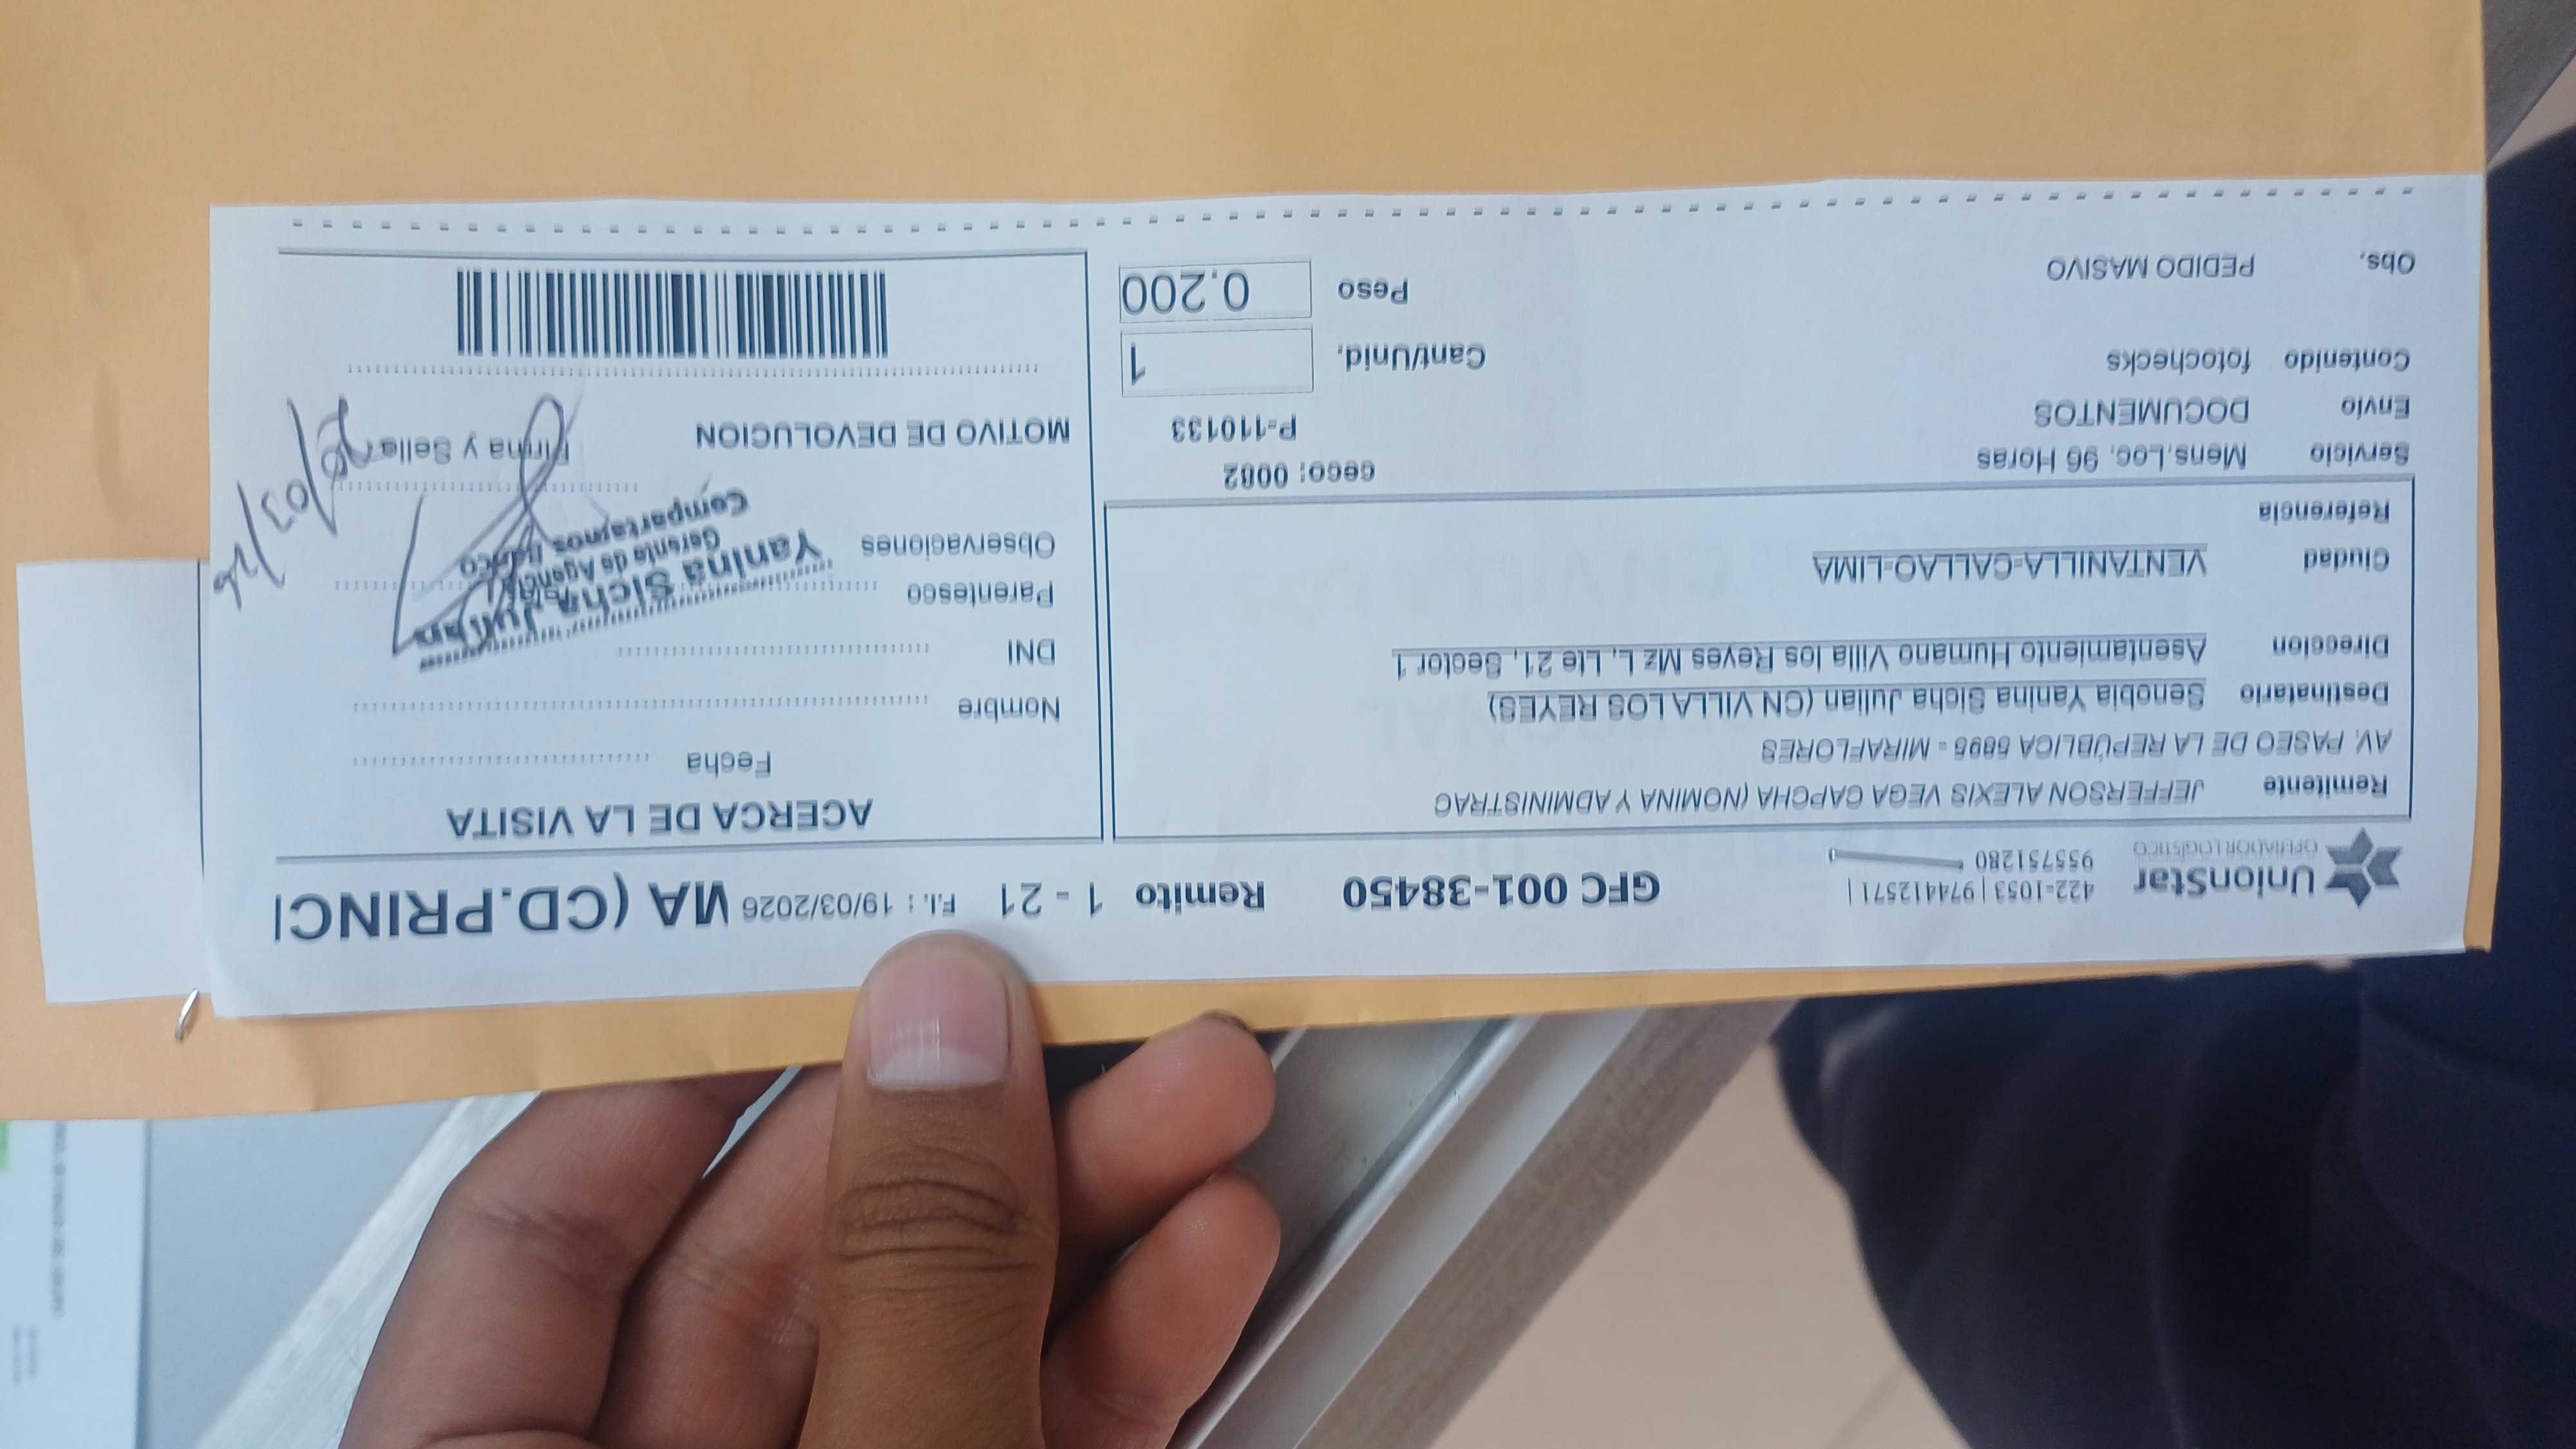 UnionStar
OPERADOR LOGÍSTICO
422-1053 | 974412571 |
955751280
GFC 001-38450
Remito 1 - 21
F.I. : 19/03/2026
MA (CD.PRINCI
Remitente JEFFERSON ALEXIS VEGA CAPCHA (NOMINA Y ADMINISTRAC
AV. PASEO DE LA REPÚBLICA 5895 - MIRAFLORES
Destinatario Senobia Yanina Sicha Julian (CN VILLA LOS REYES)
Direccion Asentamiento Humano Villa los Reyes Mz L, Lte 21, Sector 1
Ciudad VENTANILLA-CALLAO-LIMA
Referencia
Servicio Mens.Loc. 96 Horas
Envío DOCUMENTOS
Contenido fotochecks
Obs. PEDIDO MASIVO
ceco: 0082
P-110133
Cant/Unid. 1
Peso 0.200
ACERCA DE LA VISITA
Fecha
Nombre
DNI
Parentesco
Observaciones
Yanina Sicha Julian
Gerente de Agencia
Compartamos Banco
Firma y Sello
MOTIVO DE DEVOLUCION